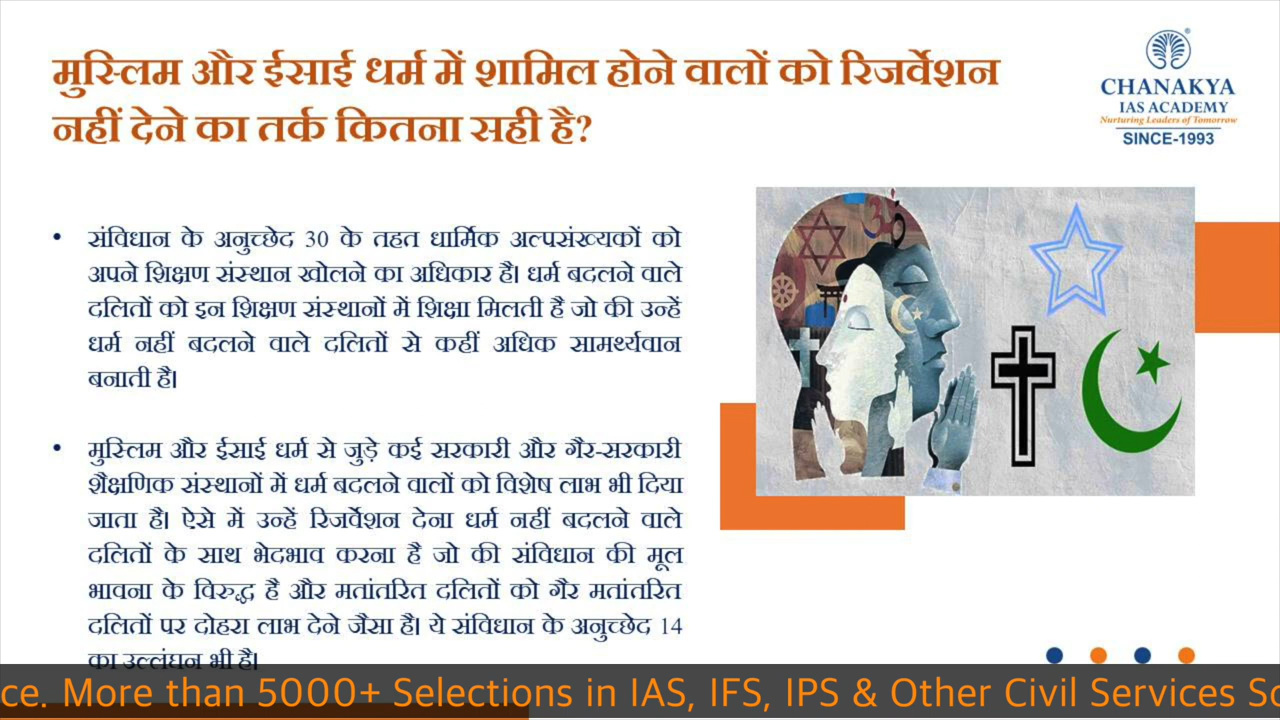 मुस्लिम और ईसाई धर्म में शामिल होने वालों को रिजर्वेशन
नहीं देने का तर्क कितना सही है?
CHANAKYA
IAS ACADEMY
Nurturing Leaders of Tomorrow
SINCE-1993
• संविधान के अनुच्छेद 30 के तहत धार्मिक अल्पसंख्यकों को
अपने शिक्षण संस्थान खोलने का अधिकार है। धर्म बदलने वाले
दलितों को इन शिक्षण संस्थानों में शिक्षा मिलती है जो की उन्हें
धर्म नहीं बदलने वाले दलितों से कहीं अधिक सामर्थ्यवान
बनाती है।
• मुस्लिम और ईसाई धर्म से जुड़े कई सरकारी और गैर-सरकारी
शैक्षणिक संस्थानों में धर्म बदलने वालों को विशेष लाभ भी दिया
जाता है। ऐसे में उन्हें रिजर्वेशन देना धर्म नहीं बदलने वाले
दलितों के साथ भेदभाव करना है जो की संविधान की मूल
भावना के विरुद्ध है और मतांतरित दलितों को गैर मतांतरित
दलितों पर दोहरा लाभ देने जैसा है। ये संविधान के अनुच्छेद 14
का उल्लंघन भी है।
ce. More than 5000+ Selections in IAS, IFS, IPS & Other Civil Services Sc